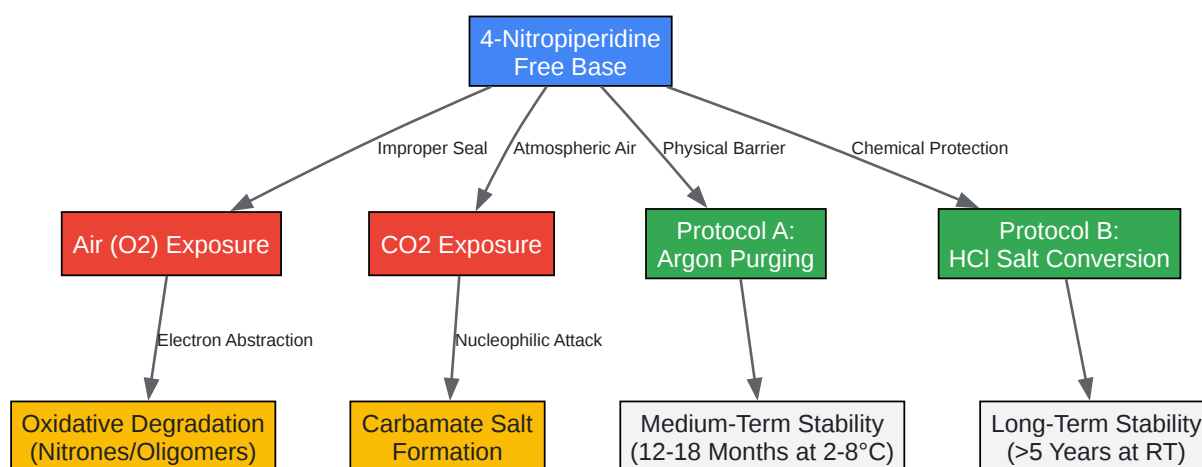 4-Nitropiperidine
Free Base
Improper Seal
Atmospheric Air
Physical Barrier
Chemical Protection
Air (O2) Exposure
CO2 Exposure
Protocol A:
Argon Purging
Protocol B:
HCl Salt Conversion
Electron Abstraction
Nucleophilic Attack
Oxidative Degradation
(Nitrones/Oligomers)
Carbamate Salt
Formation
Medium-Term Stability
(12-18 Months at 2-8°C)
Long-Term Stability
(>5 Years at RT)